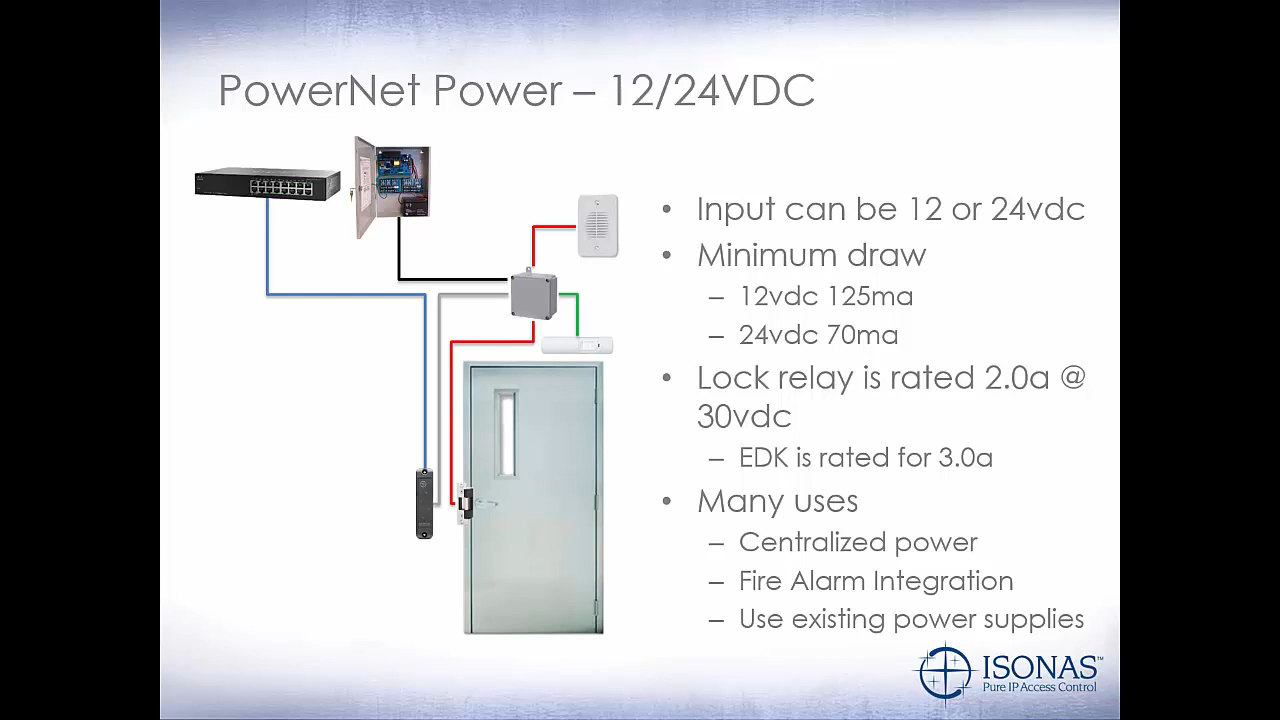 PowerNet Power – 12/24VDC
• Input can be 12 or 24vdc
• Minimum draw
– 12vdc 125ma
– 24vdc 70ma
• Lock relay is rated 2.0a @
30vdc
– EDK is rated for 3.0a
• Many uses
– Centralized power
– Fire Alarm Integration
– Use existing power supplies
ISONAS™
Pure IP Access Control